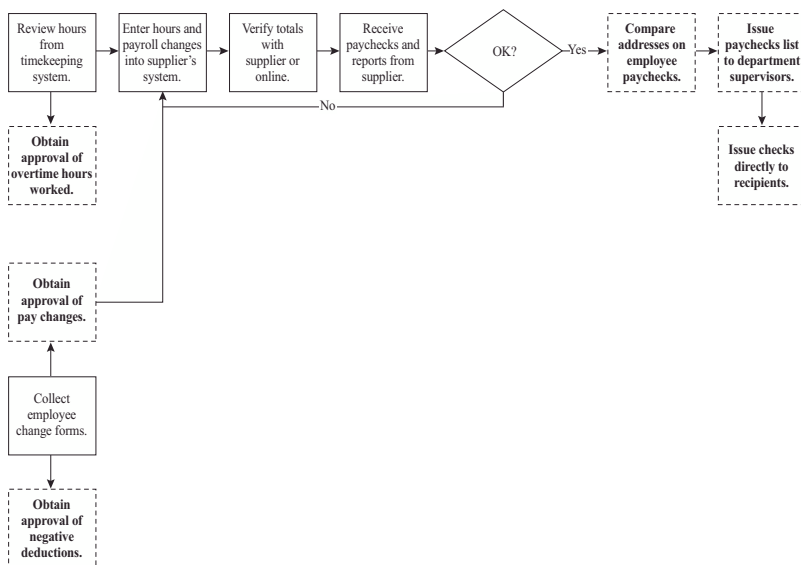 Review hours
from
timekeeping
system.
Enter hours and
payroll changes
into supplier’s
system.
Verify totals
with
supplier or
online.
Receive
paychecks and
reports from
supplier.
OK?
Yes
Compare
addresses on
employee
paychecks.
Issue
paychecks list
to department
supervisors.
No
Obtain
approval of
overtime hours
worked.
Issue checks
directly to
recipients.
Obtain
approval of
pay changes.
Collect
employee
change forms.
Obtain
approval of
negative
deductions.